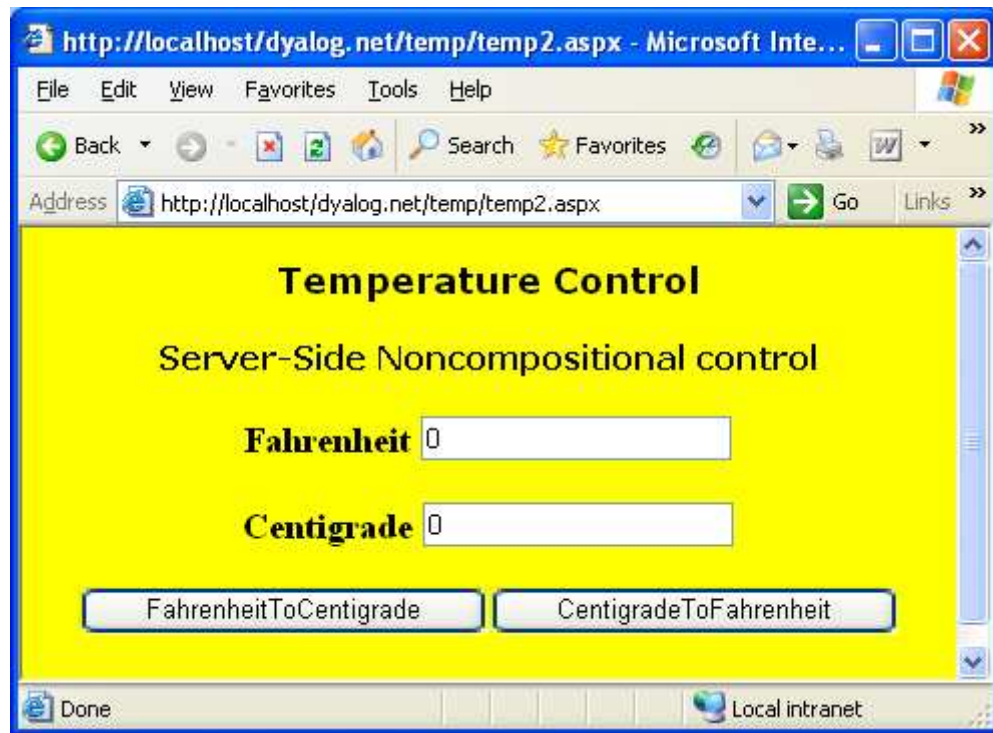 http://localhost/dyalog.net/temp/temp2.aspx - Microsoft Inte...
File Edit View Favorites Tools Help
Back Search Favorites W »
Address http://localhost/dyalog.net/temp/temp2.aspx Go Links »
Temperature Control
Server-Side Noncompositional control
Fahrenheit 0
Centigrade 0
FahrenheitToCentigrade CentigradeToFahrenheit
Done Local intranet